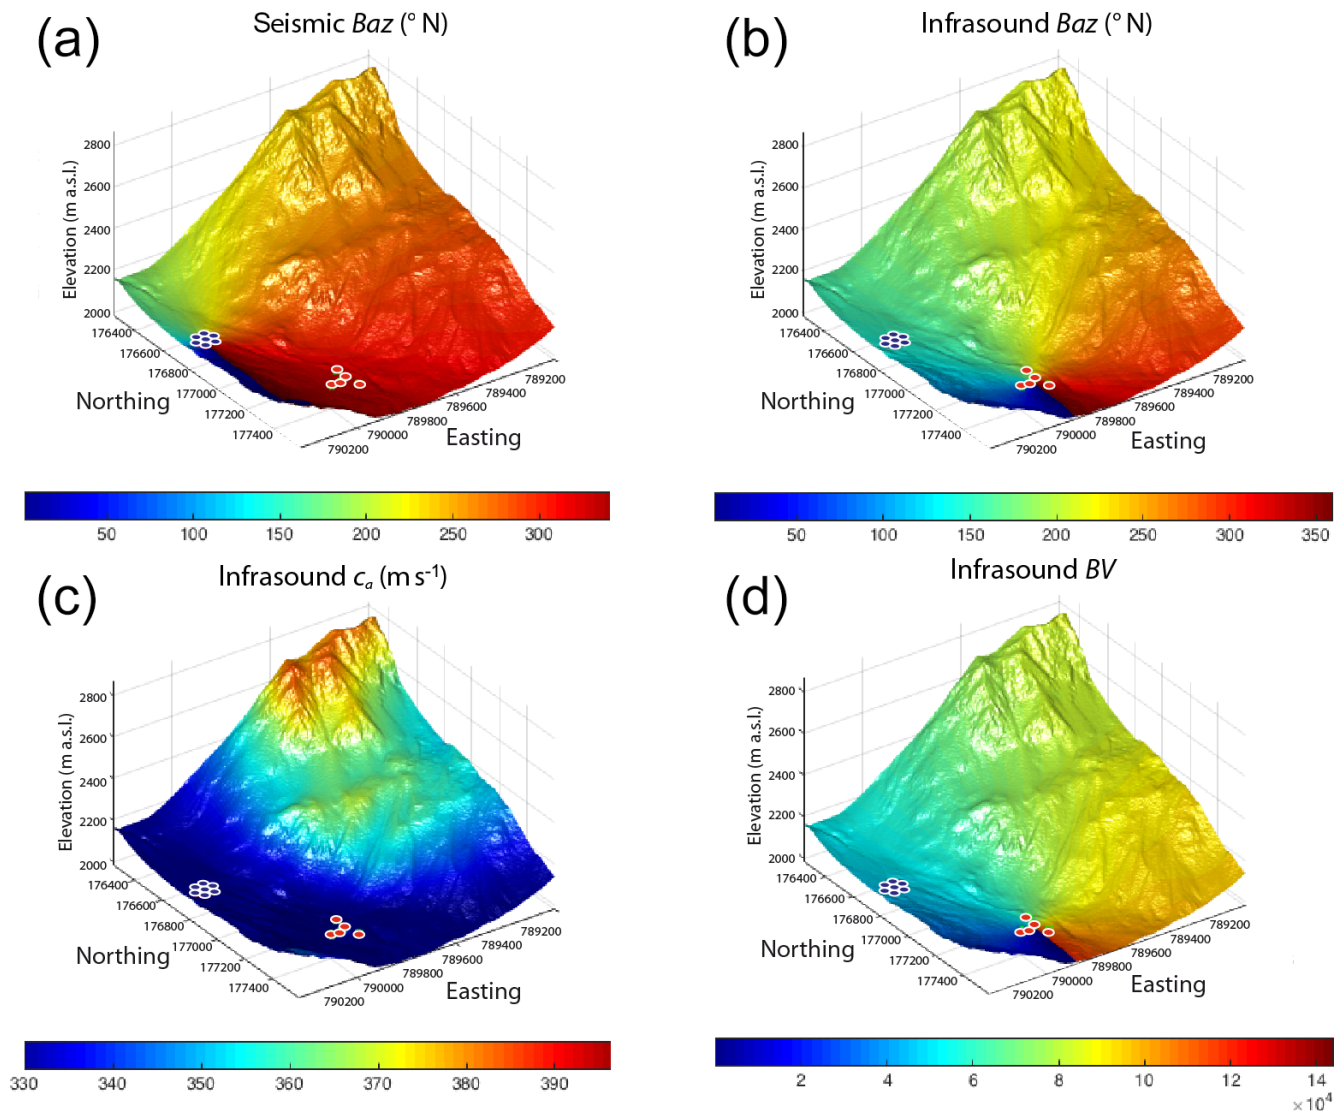 (a)
Seismic Baz (° N)
Elevation (m a.s.l.)
2800
2600
2400
2200
2000
176400
176600
176800
177000
177200
177400
Northing
789200
789400
789600
789800
790000
790200
Easting
50 100 150 200 250 300
(b)
Infrasound Baz (° N)
Elevation (m a.s.l.)
2800
2600
2400
2200
2000
176400
176600
176800
177000
177200
177400
Northing
789200
789400
789600
789800
790000
790200
Easting
50 100 150 200 250 300 350
(c)
Infrasound cₐ (m s⁻¹)
Elevation (m a.s.l.)
2800
2600
2400
2200
2000
176400
176600
176800
177000
177200
177400
Northing
789200
789400
789600
789800
790000
790200
Easting
330 340 350 360 370 380 390
(d)
Infrasound BV
Elevation (m a.s.l.)
2800
2600
2400
2200
2000
176400
176600
176800
177000
177200
177400
Northing
789200
789400
789600
789800
790000
790200
Easting
2 4 6 8 10 12 14
×10⁴